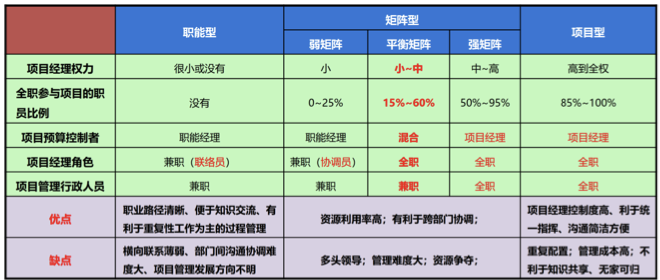 职能型 矩阵型 项目型
弱矩阵 平衡矩阵 强矩阵
项目经理权力 很小或没有 小 小~中 中~高 高到全权
全职参与项目的职
员比例 没有 0~25% 15%~60% 50%~95% 85%~100%
项目预算控制者 职能经理 职能经理 混合 项目经理 项目经理
项目经理角色 兼职（联络员） 兼职（协调员） 全职 全职 全职
项目管理行政人员 兼职 兼职 兼职 全职 全职
优点 职业路径清晰、便于知识交流、有
利于重复性工作为主的过程管理 资源利用率高；有利于跨部门协调； 项目经理控制度高、利于统
一指挥、沟通简洁方便
缺点 横向联系薄弱、部门间沟通协调难
度大、项目管理发展方向不明 多头领导；管理难度大；资源争夺； 重复配置；管理成本高；不
利于知识共享、无家可归